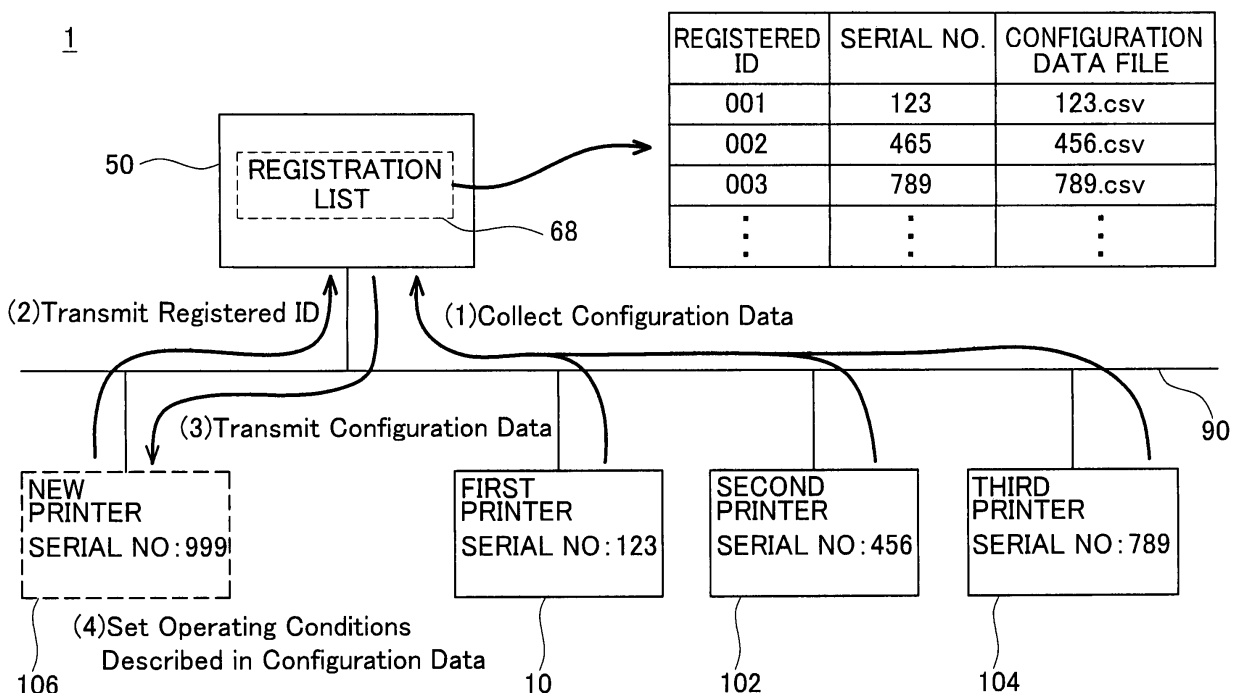 1
REGISTERED ID SERIAL NO. CONFIGURATION DATA FILE
001 123 123.csv
002 465 456.csv
003 789 789.csv
50
REGISTRATION
LIST
68
(2)Transmit Registered ID
(1)Collect Configuration Data
(3)Transmit Configuration Data
90
NEW
PRINTER
SERIAL NO:999
FIRST
PRINTER
SERIAL NO:123
SECOND
PRINTER
SERIAL NO:456
THIRD
PRINTER
SERIAL NO:789
(4)Set Operating Conditions
Described in Configuration Data
106
10
102
104